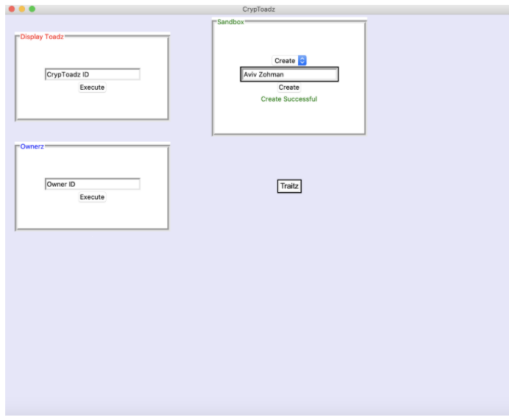 CrypToadz
Display Toadz
CrypToadz ID
Execute
Sandbox
Create
Aviv Zohman
Create
Create Successful
Ownerz
Owner ID
Execute
Traitz